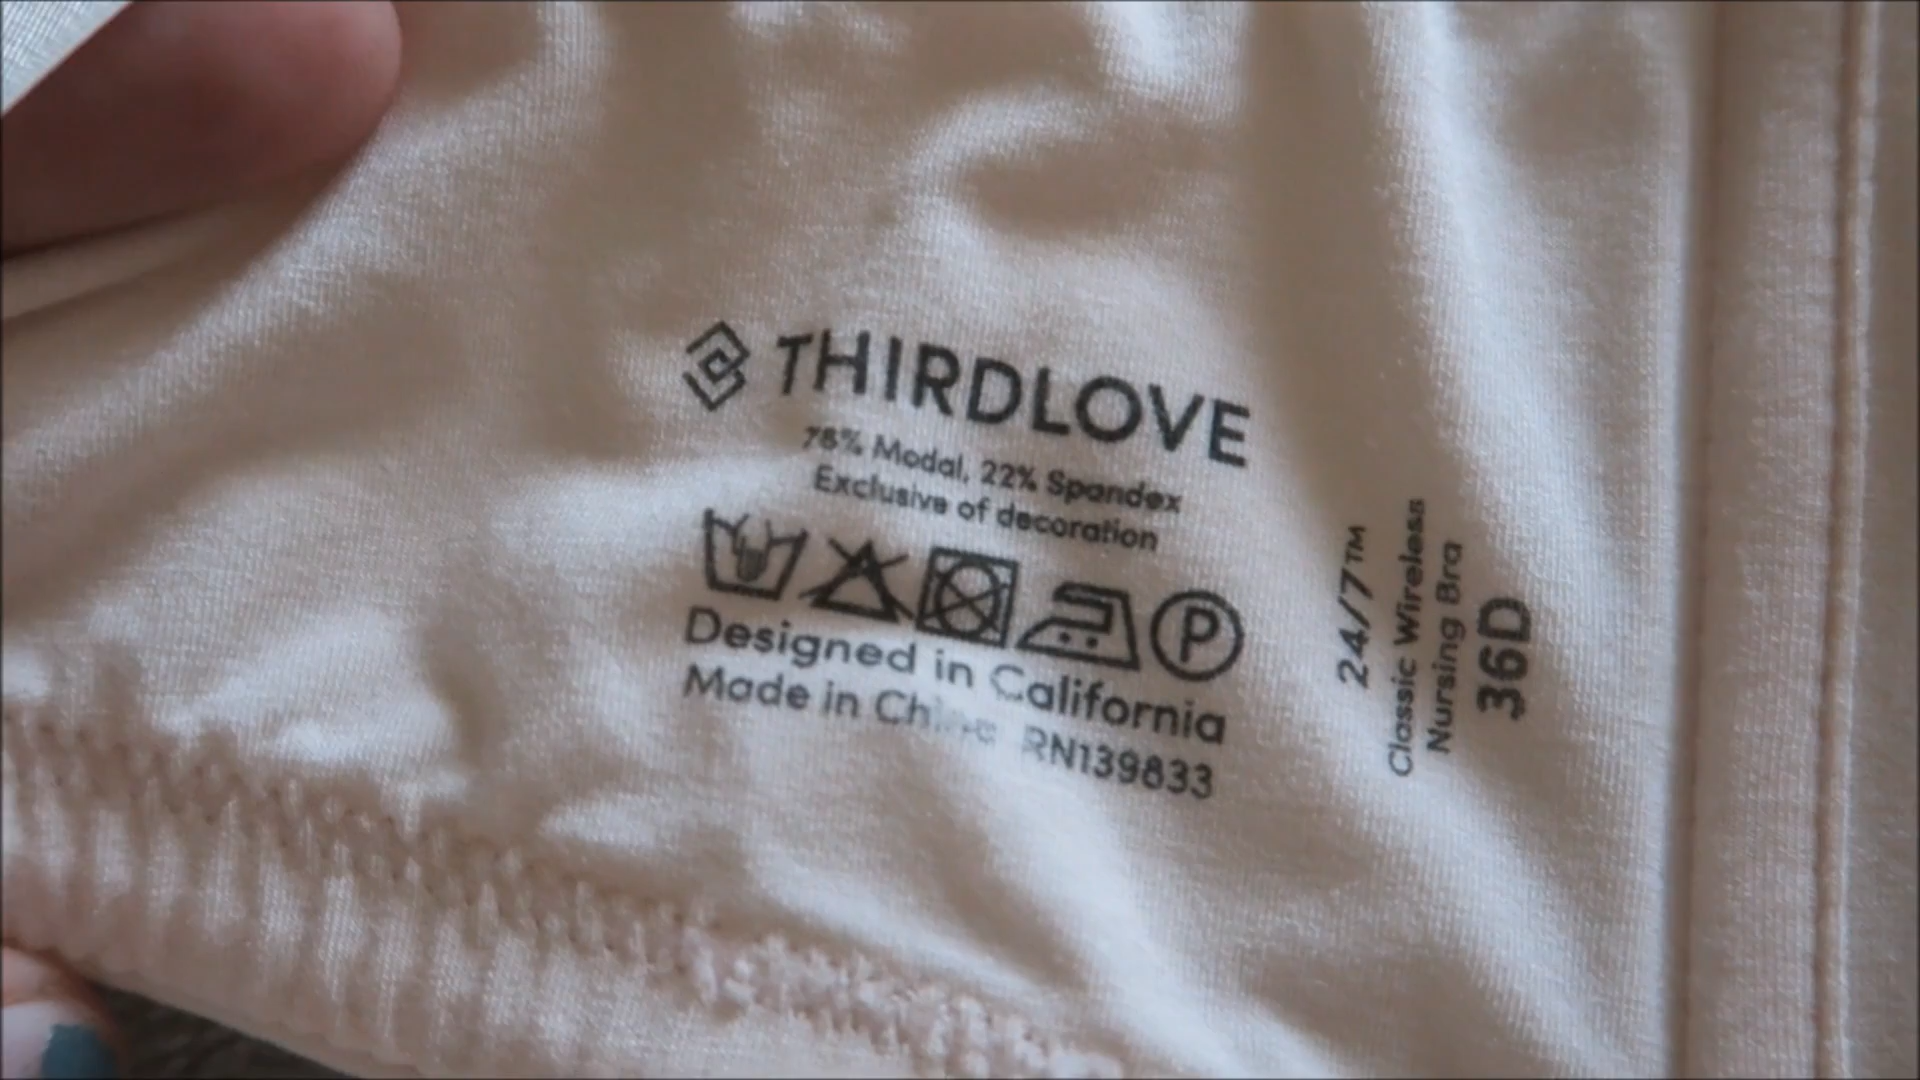 THIRDLOVE
78% Modal, 22% Spandex
Exclusive of decoration
P
Designed in California
Made in China RN139833
24/7™
Classic Wireless
Nursing Bra
36D